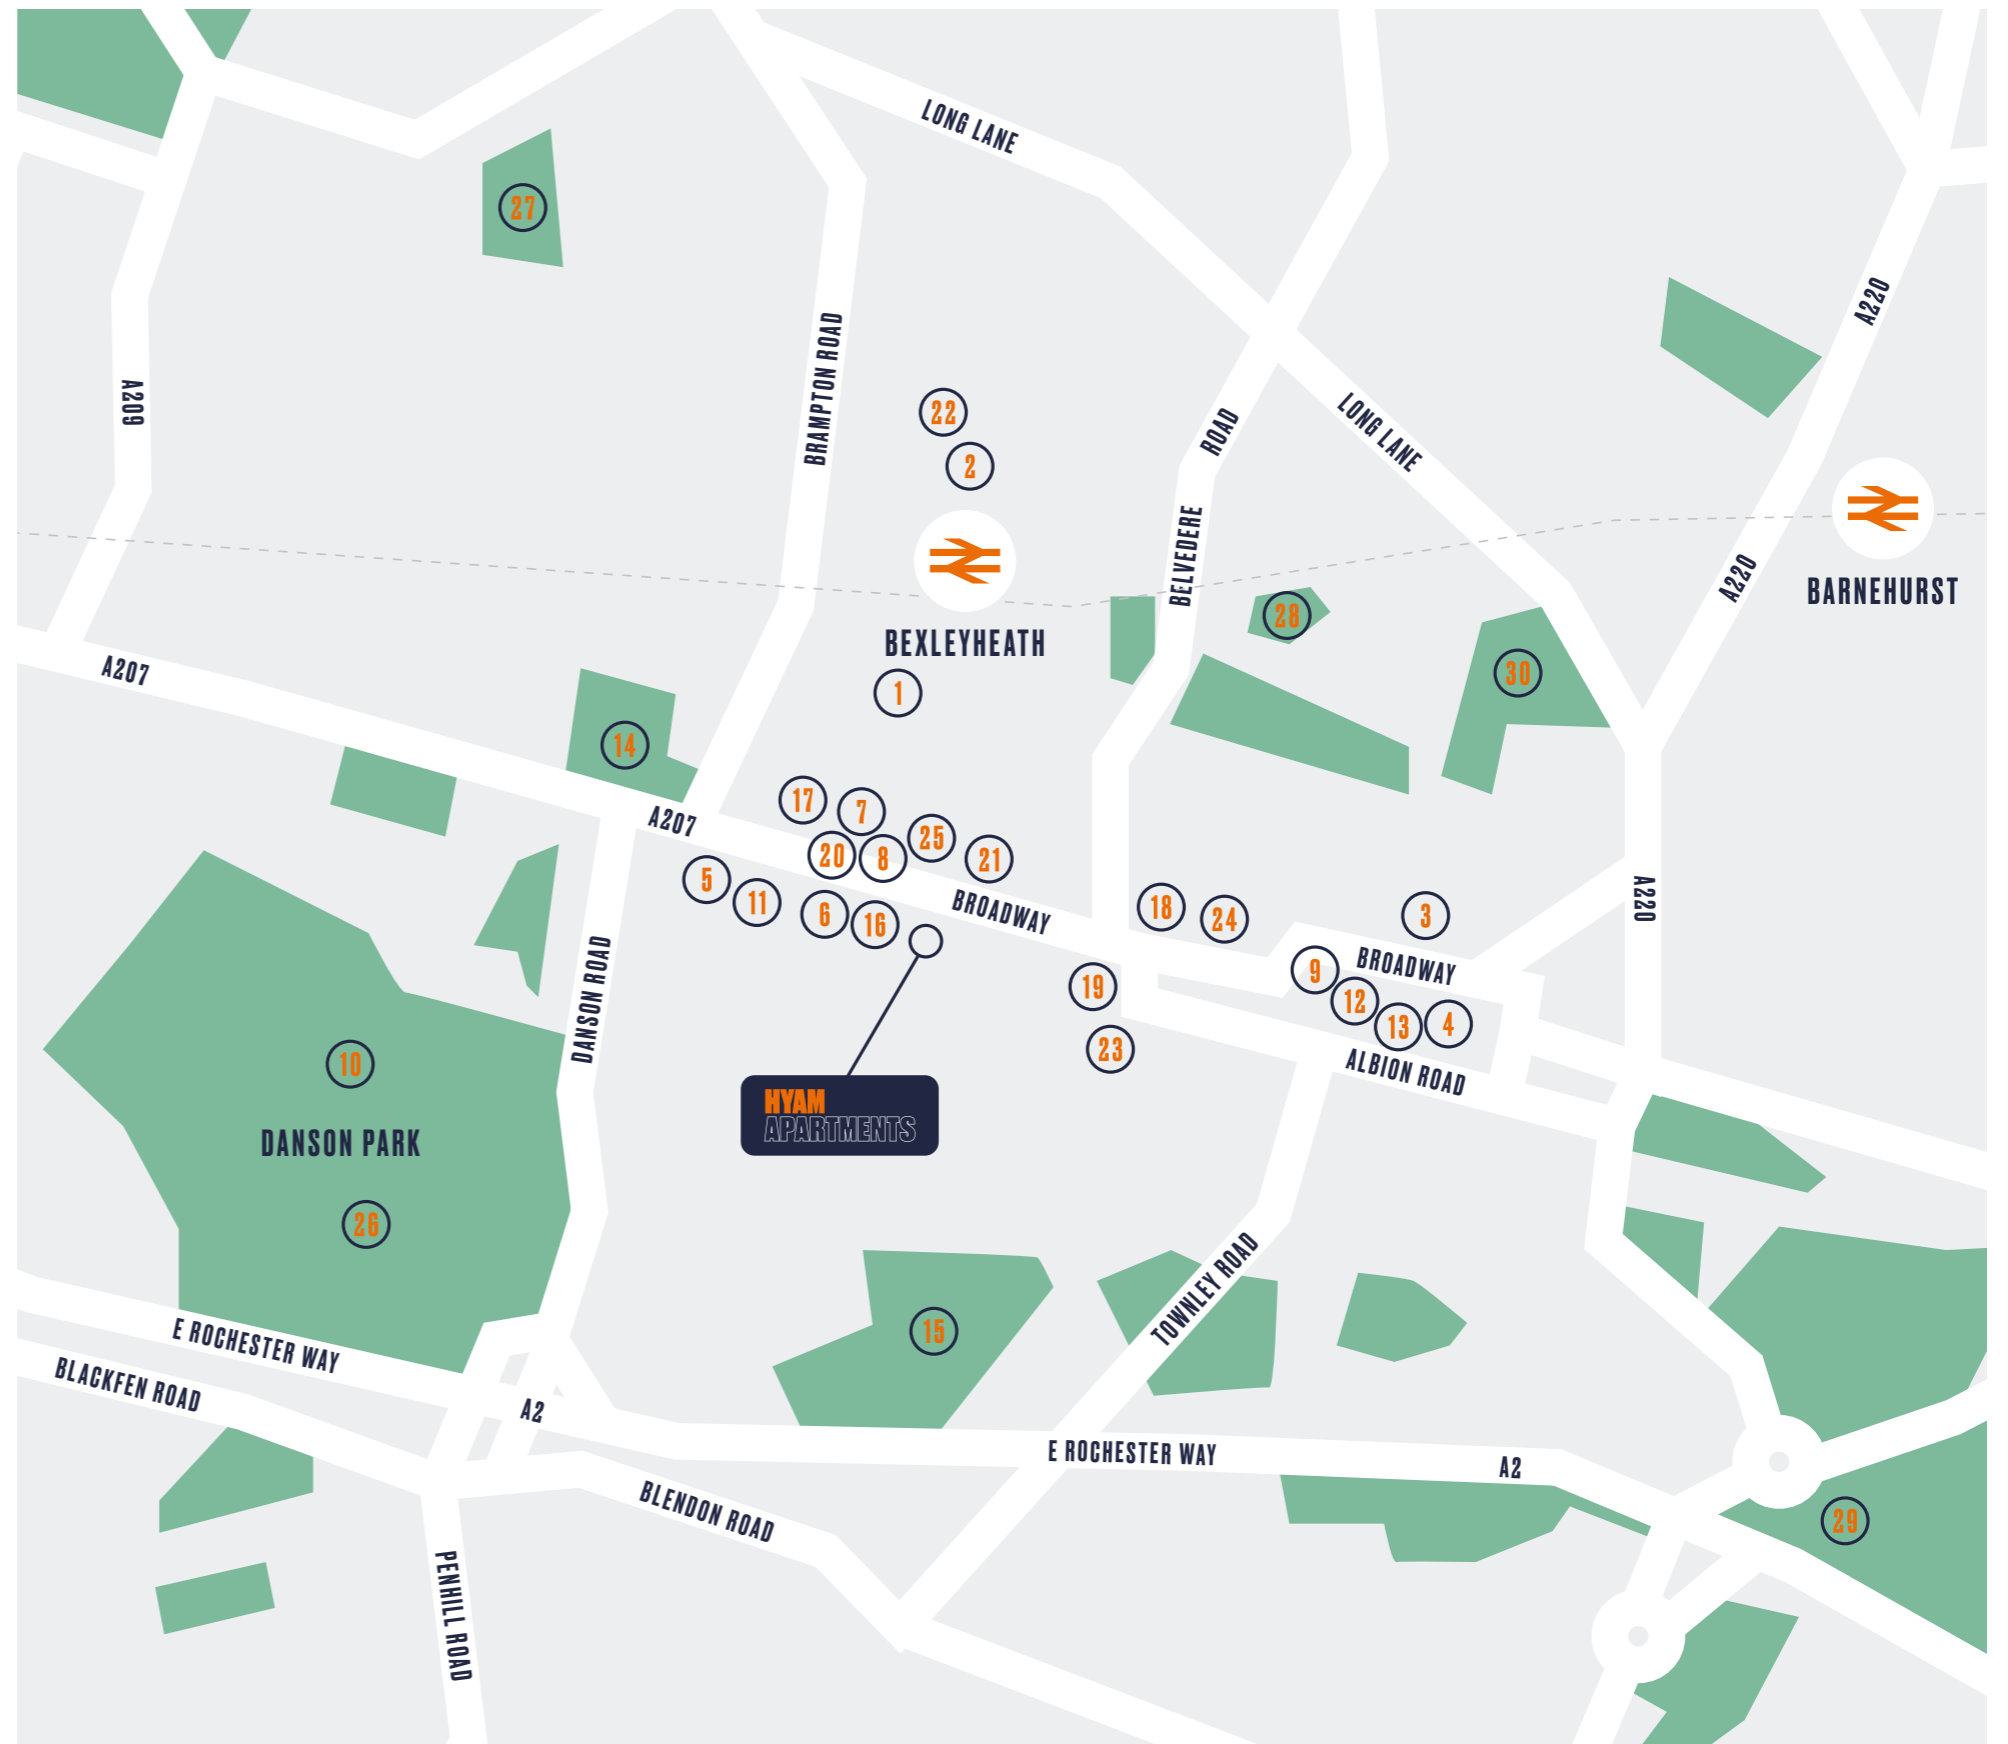 LONG LANE
27
A220
BRAMPTON ROAD
A209
22
ROAD
LONG LANE
2
BELVEDERE
A220
BARNEHURST
28
BEXLEYHEATH
A207
30
1
14
17
7
A207
25
20
8
21
5
11
BROADWAY
18
24
3
A220
6
16
9
BROADWAY
DANSON ROAD
19
12
13
4
10
23
ALBION ROAD
HYAM
APARTMENTS
DANSON PARK
26
TOWNLEY ROAD
15
E ROCHESTER WAY
BLACKFEN ROAD
A2
E ROCHESTER WAY
A2
BLENDON ROAD
29
PENHILL ROAD